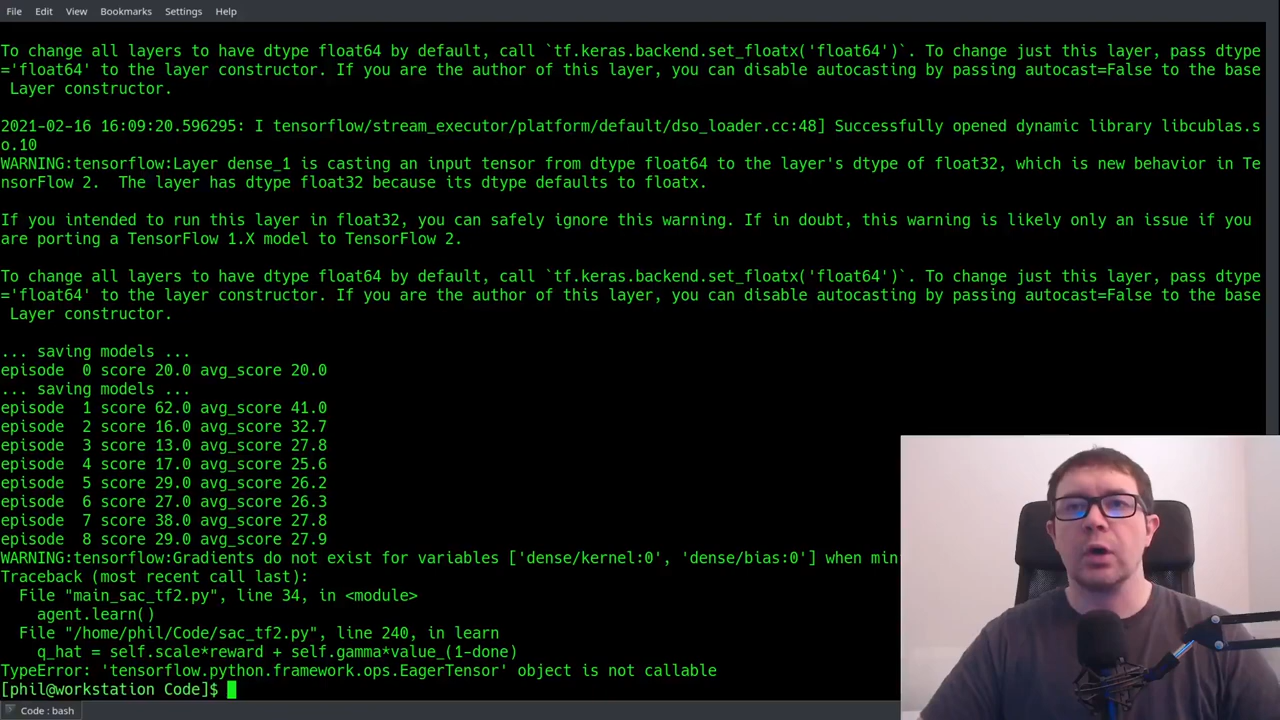 File Edit View Bookmarks Settings Help
To change all layers to have dtype float64 by default, call `tf.keras.backend.set_floatx('float64')`. To change just this layer, pass dtype
='float64' to the layer constructor. If you are the author of this layer, you can disable autocasting by passing autocast=False to the base
Layer constructor.
2021-02-16 16:09:20.596295: I tensorflow/stream_executor/platform/default/dso_loader.cc:48] Successfully opened dynamic library libcublas.s
o.10
WARNING:tensorflow:Layer dense_1 is casting an input tensor from dtype float64 to the layer's dtype of float32, which is new behavior in Te
nsorFlow 2.  The layer has dtype float32 because its dtype defaults to floatx.
If you intended to run this layer in float32, you can safely ignore this warning. If in doubt, this warning is likely only an issue if you
are porting a TensorFlow 1.X model to TensorFlow 2.
To change all layers to have dtype float64 by default, call `tf.keras.backend.set_floatx('float64')`. To change just this layer, pass dtype
='float64' to the layer constructor. If you are the author of this layer, you can disable autocasting by passing autocast=False to the base
Layer constructor.
... saving models ...
episode  0 score 20.0 avg_score 20.0
... saving models ...
episode  1 score 62.0 avg_score 41.0
episode  2 score 16.0 avg_score 32.7
episode  3 score 13.0 avg_score 27.8
episode  4 score 17.0 avg_score 25.6
episode  5 score 29.0 avg_score 26.2
episode  6 score 27.0 avg_score 26.3
episode  7 score 38.0 avg_score 27.8
episode  8 score 29.0 avg_score 27.9
WARNING:tensorflow:Gradients do not exist for variables ['dense/kernel:0', 'dense/bias:0'] when min
Traceback (most recent call last):
File "main_sac_tf2.py", line 34, in <module>
agent.learn()
File "/home/phil/Code/sac_tf2.py", line 240, in learn
q_hat = self.scale*reward + self.gamma*value_(1-done)
TypeError: 'tensorflow.python.framework.ops.EagerTensor' object is not callable
[phil@workstation Code]$
Code : bash